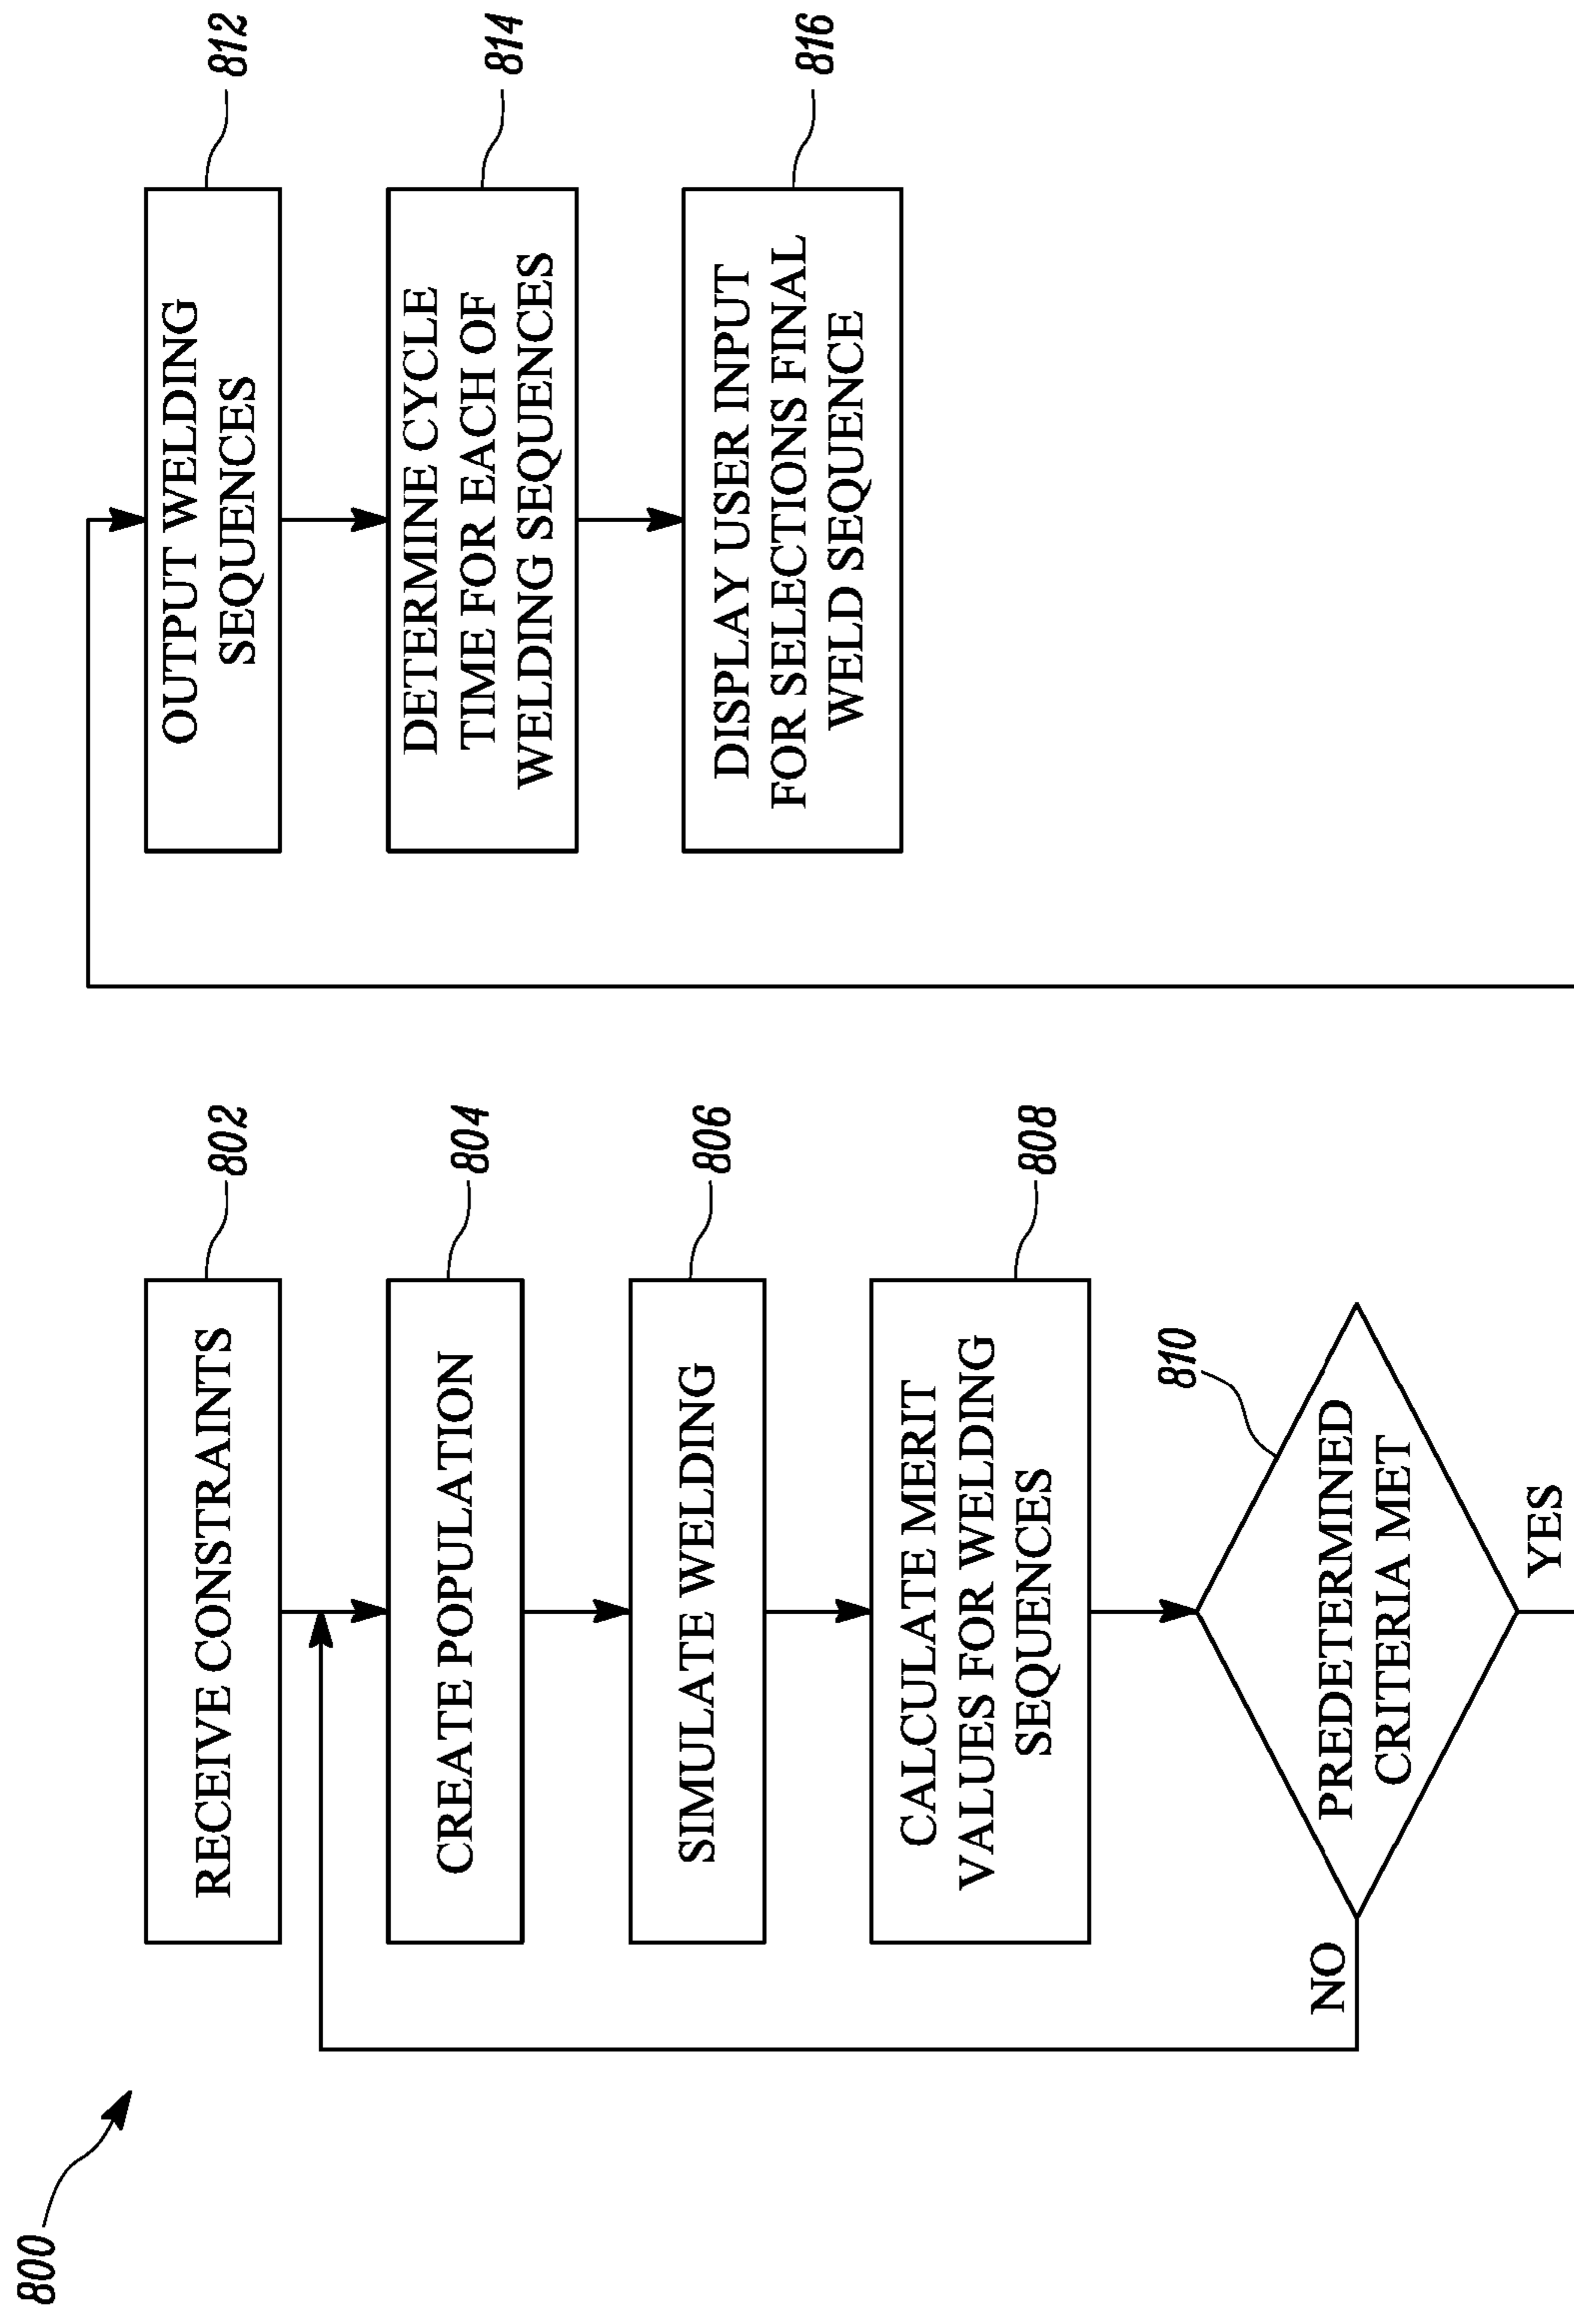 800
RECEIVE CONSTRAINTS
802
CREATE POPULATION
804
SIMULATE WELDING
806
CALCULATE MERIT
VALUES FOR WELDING
SEQUENCES
808
810
PREDETERMINED
CRITERIA MET
NO
YES
OUTPUT WELDING
SEQUENCES
812
DETERMINE CYCLE
TIME FOR EACH OF
WELDING SEQUENCES
814
DISPLAY USER INPUT
FOR SELECTIONS FINAL
WELD SEQUENCE
816